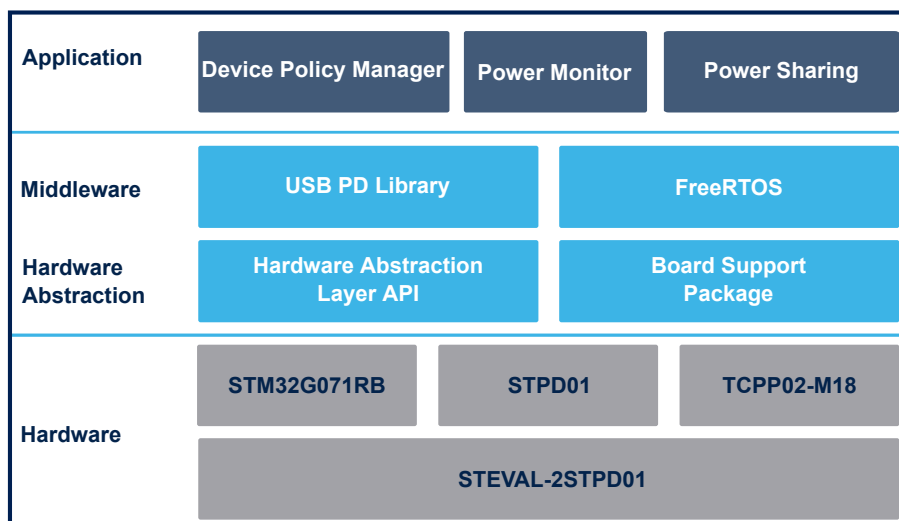 Application
Device Policy Manager
Power Monitor
Power Sharing
Middleware
USB PD Library
FreeRTOS
Hardware
Abstraction
Hardware Abstraction
Layer API
Board Support
Package
Hardware
STM32G071RB
STPD01
TCPP02-M18
STEVAL-2STPD01